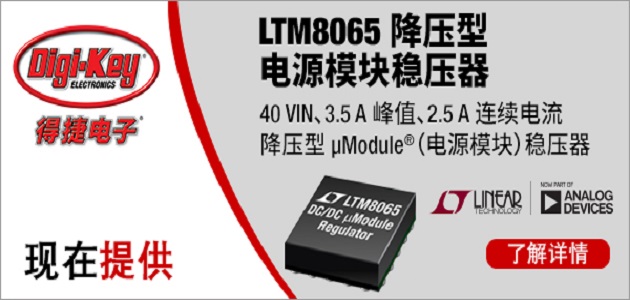 Digi-Key
ELECTRONICS
得捷电子
现在提供
LTM8065 降压型
电源模块稳压器
40 VIN、3.5 A 峰值、2.5 A 连续电流
降压型 µModule®（电源模块）稳压器
LTM8065
DC/DC µModule
Regulator
LINEAR
TECHNOLOGY
NOW PART OF
ANALOG
DEVICES
了解详情